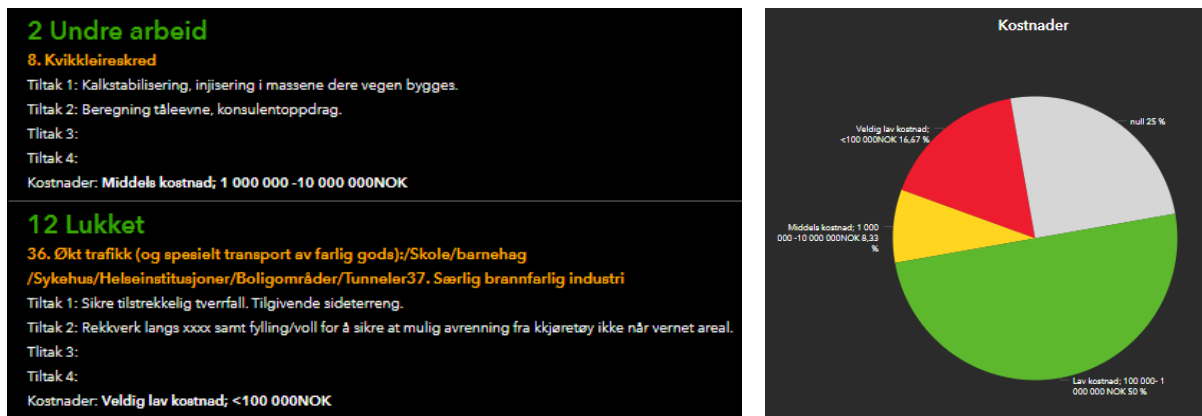 2 Undre arbeid
8. Kvikkleireskred
Tiltak 1: Kalkstabilisering, injisering i massene dere vegen bygges.
Tiltak 2: Beregning tåleevne, konsulentoppdrag.
Tlitak 3:
Tiltak 4:
Kostnader: Middels kostnad; 1 000 000 -10 000 000NOK
12 Lukket
36. Økt trafikk (og spesielt transport av farlig gods):/Skole/barnehag
/Sykehus/Helseinstitusjoner/Boligområder/Tunneler37. Særlig brannfarlig industri
Tiltak 1: Sikre tilstrekkelig tverrfall. Tilgivende sideterreng.
Tiltak 2: Rekkverk langs xxxx samt fylling/voll for å sikre at mulig avrenning fra kkjøretøy ikke når vernet areal.
Tlitak 3:
Tiltak 4:
Kostnader: Veldig lav kostnad; <100 000NOK
Kostnader
null 25 %
Veldig lav kostnad;
<100 000NOK 16,67 %
Middels kostnad; 1 000
000 -10 000 000NOK 8,33
%
Lav kostnad; 100 000- 1
000 000 NOK 50 %